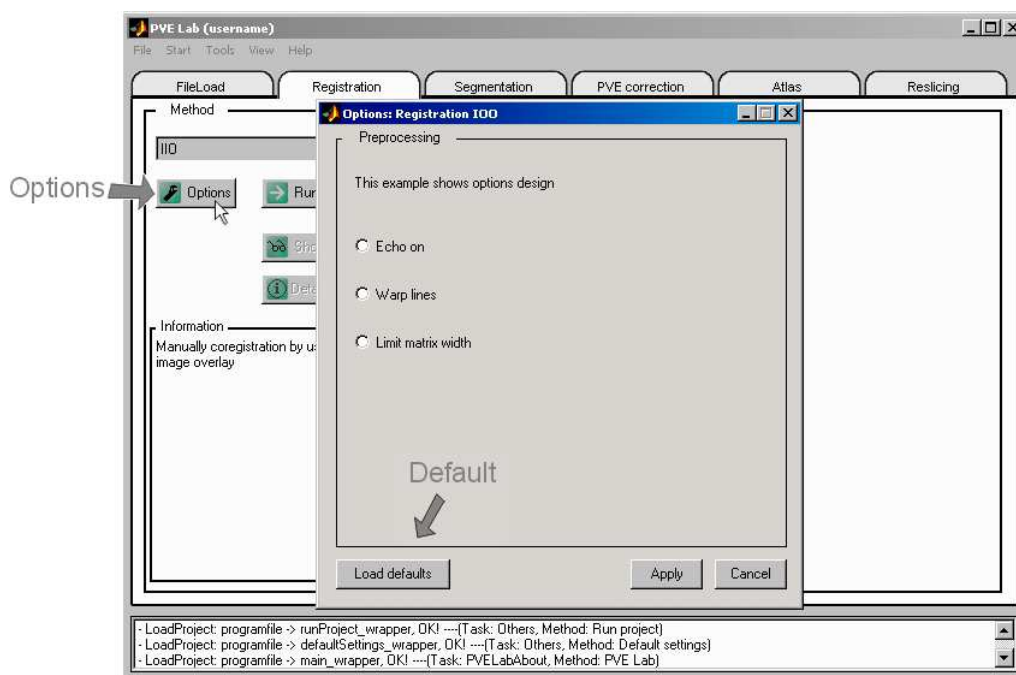 PVE Lab (username)
File Start Tools View Help
FileLoad Registration Segmentation PVE correction Atlas Reslicing
Method
IIO
Options
Options
Run
Sho
Deta
Information
Manually coregistration by u
image overlay
Options: Registration IOO
Preprocessing
This example shows options design
Echo on
Warp lines
Limit matrix width
Default
Load defaults Apply Cancel
- LoadProject: programfile -> runProject_wrapper, OK! ----(Task: Others, Method: Run project)
- LoadProject: programfile -> defaultSettings_wrapper, OK! ----(Task: Others, Method: Default settings)
- LoadProject: programfile -> main_wrapper, OK! ----(Task: PVELabAbout, Method: PVE Lab)